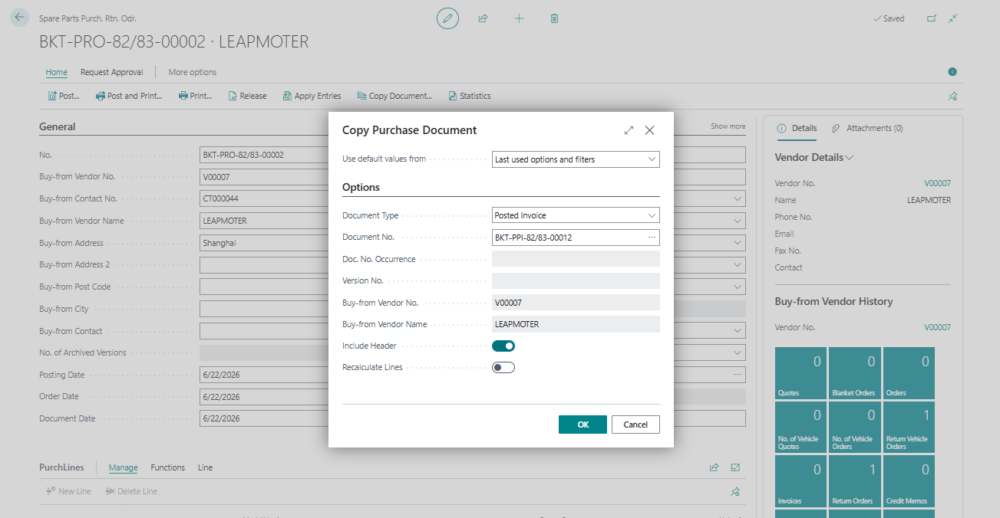 Spare Parts Purch. Rtn. Odr.
Saved
BKT-PRO-82/83-00002 · LEAPMOTER
Home Request Approval More options
Post... Post and Print... Print... Release Apply Entries Copy Document... Statistics
General
Show more
No. BKT-PRO-82/83-00002
Buy-from Vendor No. V00007
Buy-from Contact No. CT000044
Buy-from Vendor Name LEAPMOTER
Buy-from Address Shanghai
Buy-from Address 2
Buy-from Post Code
Buy-from City
Buy-from Contact
No. of Archived Versions
Posting Date 6/22/2026
Order Date 6/22/2026
Document Date 6/22/2026
Copy Purchase Document
Use default values from Last used options and filters
Options
Document Type Posted Invoice
Document No. BKT-PPI-82/83-00012
Doc. No. Occurrence
Version No.
Buy-from Vendor No. V00007
Buy-from Vendor Name LEAPMOTER
Include Header
Recalculate Lines
OK Cancel
Details Attachments (0)
Vendor Details
Vendor No. V00007
Name LEAPMOTER
Phone No.
Email
Fax No.
Contact
Buy-from Vendor History
Vendor No. V00007
0 0 0
Quotes Blanket Orders Orders
0 0 1
No. of Vehicle Quotes No. of Vehicle Orders Return Vehicle Orders
0 1 0
Invoices Return Orders Credit Memos
PurchLines Manage Functions Line
New Line Delete Line